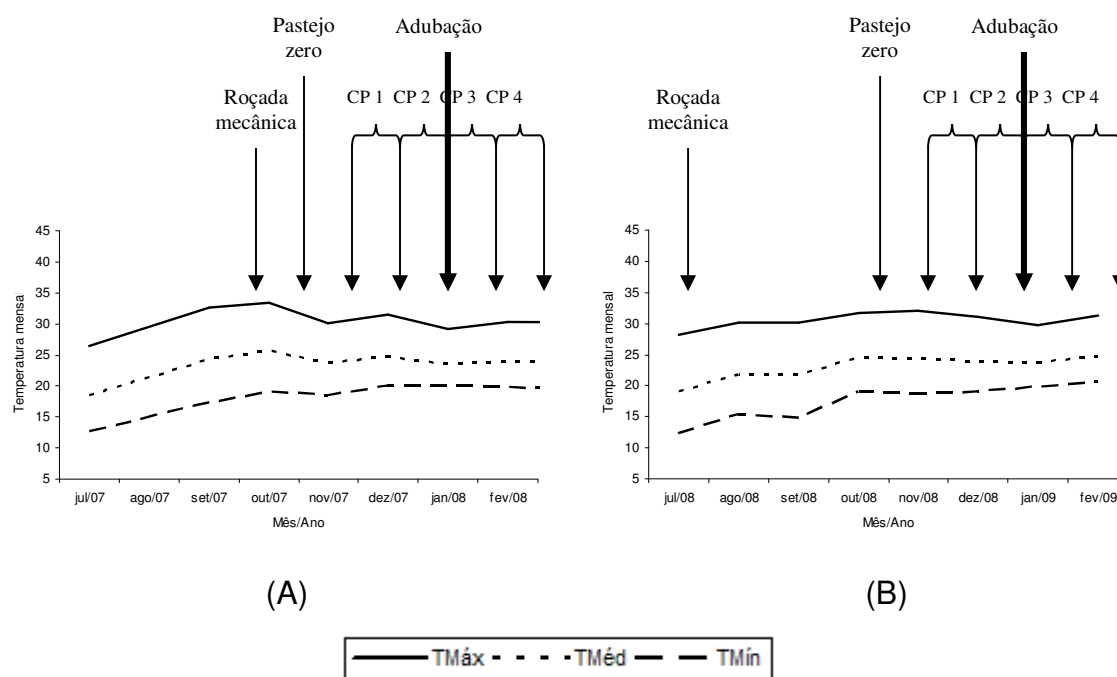 Pastejo
zero
Adubação
Roçada
mecânica
CP 1 CP 2 CP 3 CP 4
45
40
35
30
25
20
15
10
5
Temperatura mensal
jul/07 ago/07 set/07 out/07 nov/07 dez/07 jan/08 fev/08
Mês/Ano
(A)
Pastejo
zero
Adubação
Roçada
mecânica
CP 1 CP 2 CP 3 CP 4
45
40
35
30
25
20
15
10
5
Temperatura mensal
jul/08 ago/08 set/08 out/08 nov/08 dez/08 jan/09 fev/09
Mês/Ano
(B)
TMáx TMéd TMín